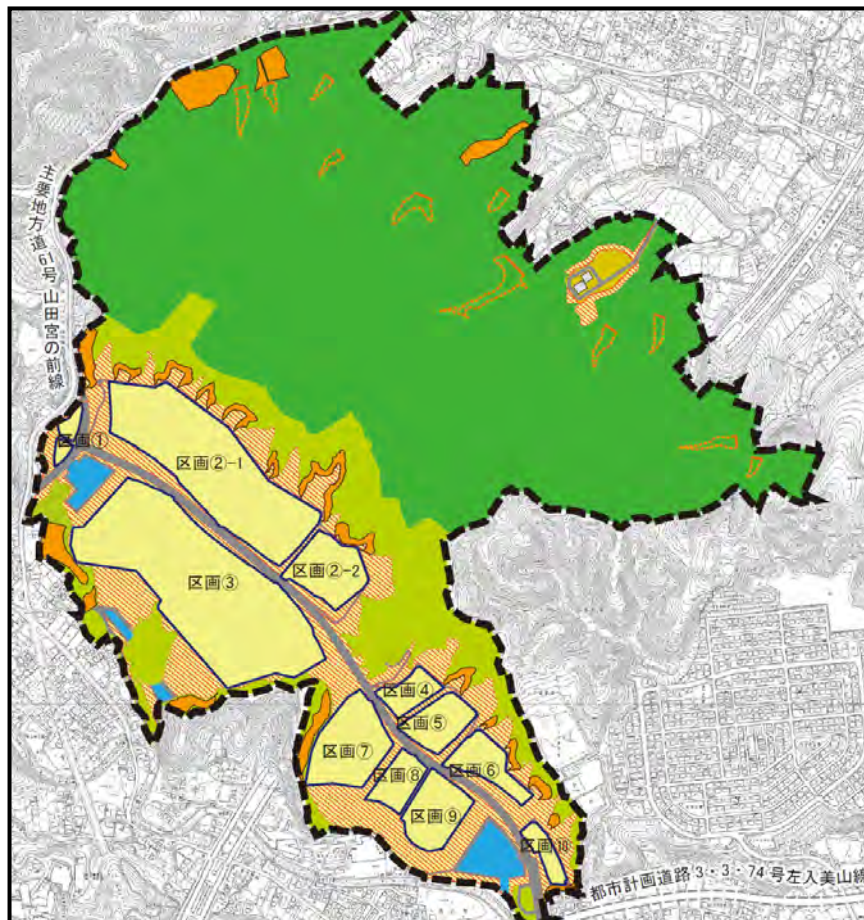 主要地方道61号山田宮の前線
区画①
区画②-1
区画②-2
区画③
区画④
区画⑤
区画⑥
区画⑦
区画⑧
区画⑨
区画⑩
都市計画道路3・3・74号左入美山線